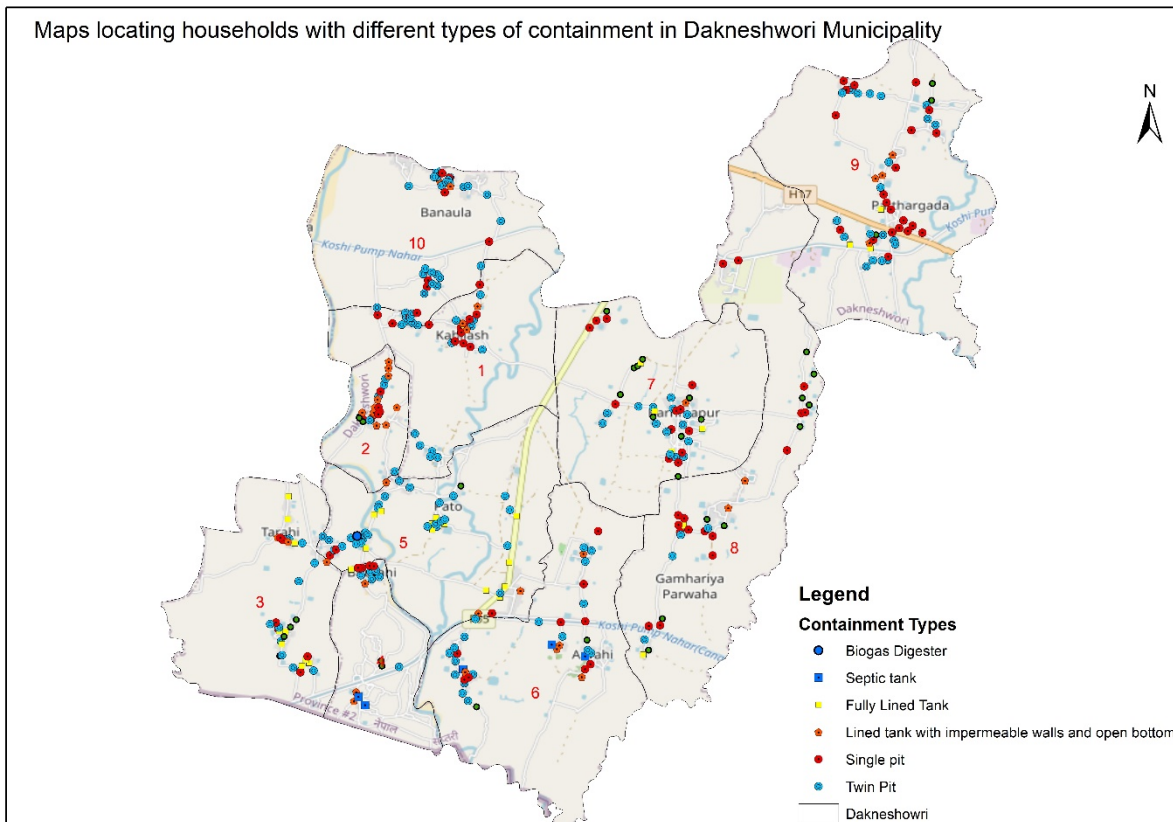 Maps locating households with different types of containment in Dakneshwori Municipality
N
9
H17
Banaula
10
Koshi Pump Nahar
Dakneshwori
1
7
Dakneshwori
2
Pato
Tarahi
5
8
Gamhariya
Parwaha
3
Koshi Pump Nahar(Cana
6
Province #2
नेपाल
Legend
Containment Types
Biogas Digester
Septic tank
Fully Lined Tank
Lined tank with impermeable walls and open bottom
Single pit
Twin Pit
Dakneshowri